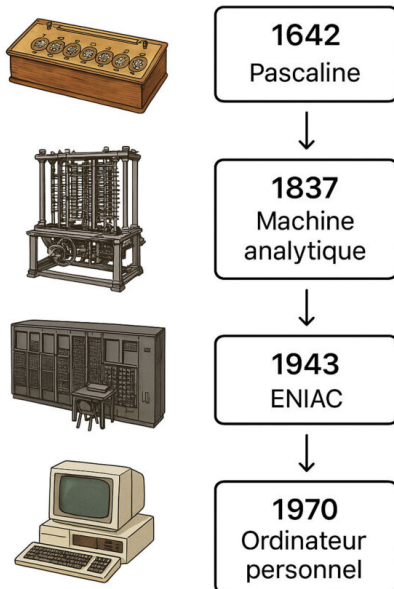 1642
Pascaline
1837
Machine
analytique
1943
ENIAC
1970
Ordinateur
personnel